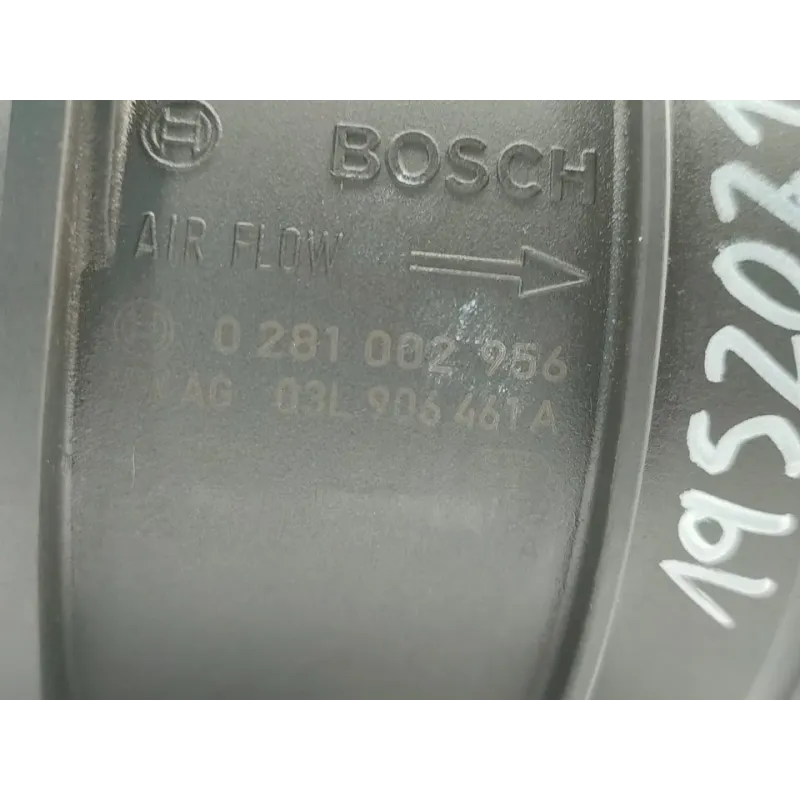 BOSCH
AIR FLOW
0 281 002 956
AG 03L 906 461 A